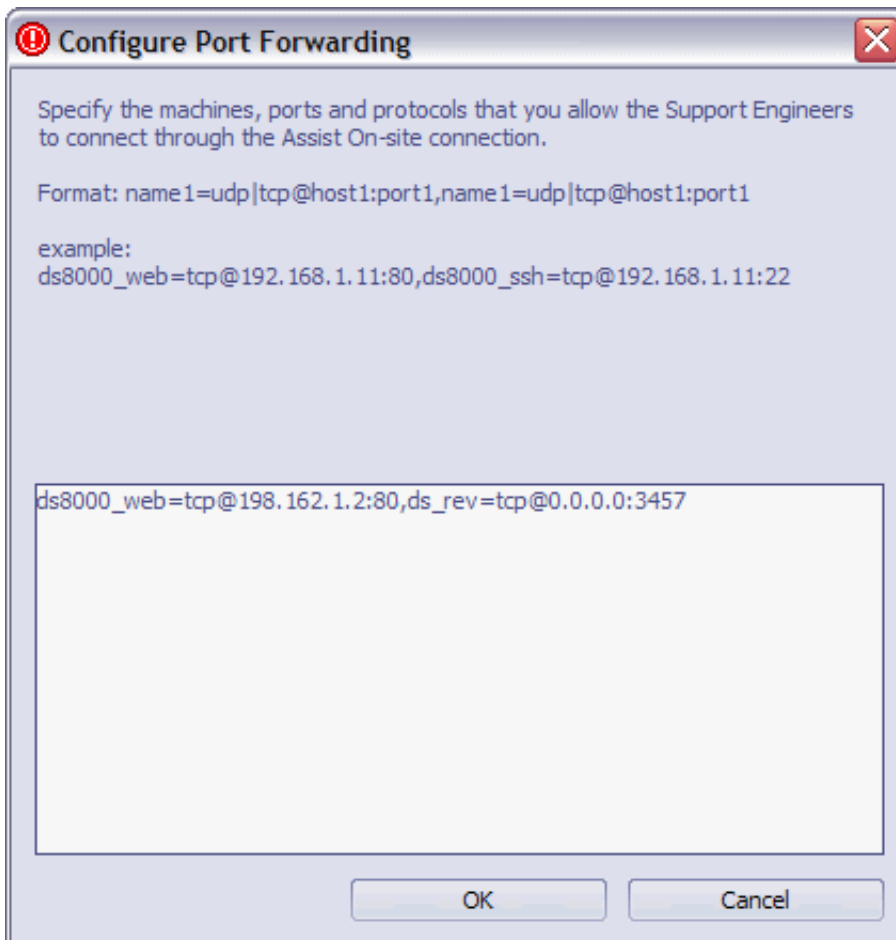 Configure Port Forwarding
Specify the machines, ports and protocols that you allow the Support Engineers
to connect through the Assist On-site connection.
Format: name1=udp|tcp@host1:port1,name1=udp|tcp@host1:port1
example:
ds8000_web=tcp@192.168.1.11:80,ds8000_ssh=tcp@192.168.1.11:22
ds8000_web=tcp@198.162.1.2:80,ds_rev=tcp@0.0.0.0:3457
OK Cancel